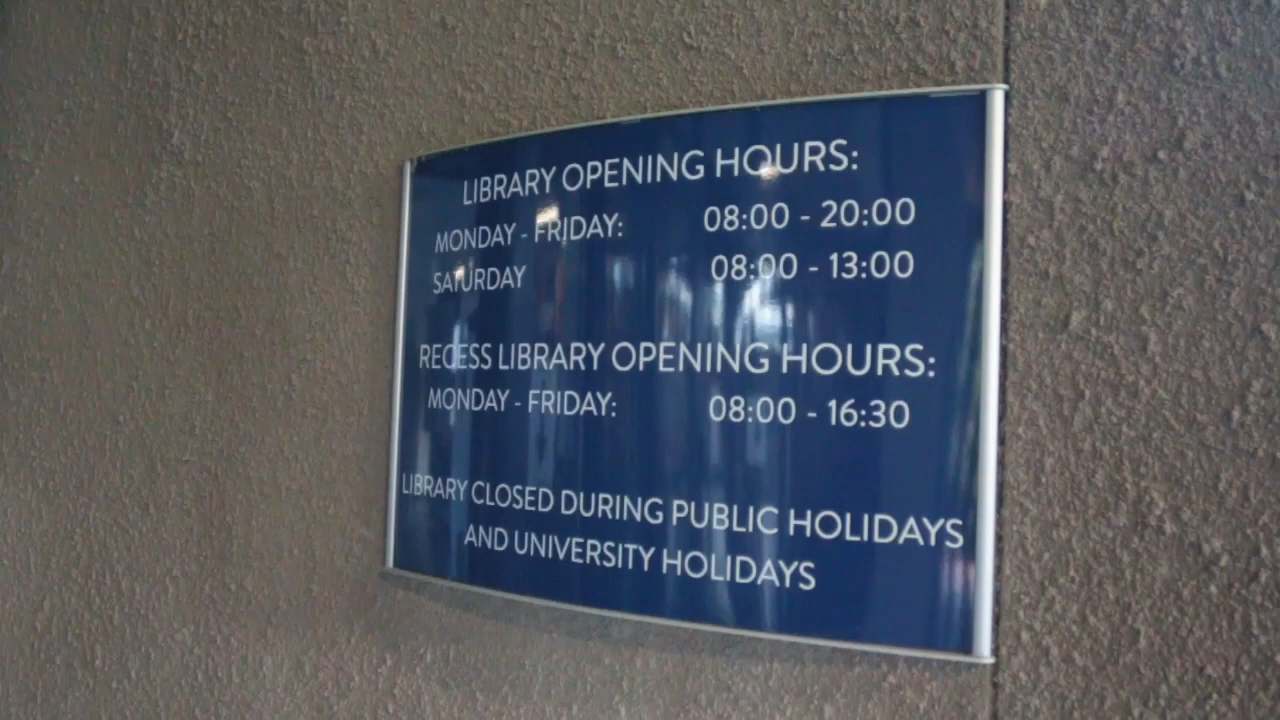 LIBRARY OPENING HOURS:
MONDAY - FRIDAY: 08:00 - 20:00
SATURDAY 08:00 - 13:00
RECESS LIBRARY OPENING HOURS:
MONDAY - FRIDAY: 08:00 - 16:30
LIBRARY CLOSED DURING PUBLIC HOLIDAYS
AND UNIVERSITY HOLIDAYS